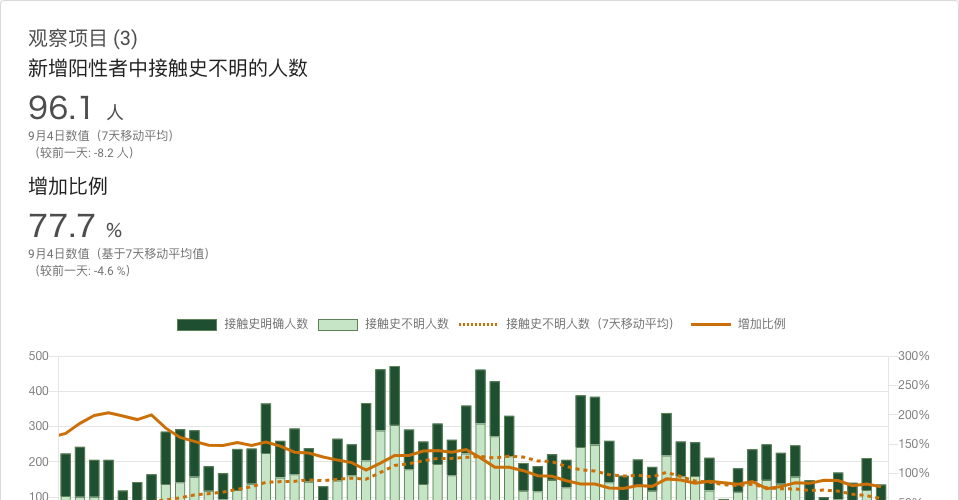 观察项目 (3)
新增阳性者中接触史不明的人数
96.1 人
9月4日数值（7天移动平均）
（较前一天: -8.2 人）
增加比例
77.7 %
9月4日数值（基于7天移动平均值）
（较前一天: -4.6 %）
接触史明确人数 接触史不明人数 接触史不明人数（7天移动平均） 增加比例
500 300%
250%
400
200%
300
150%
200
100%
100